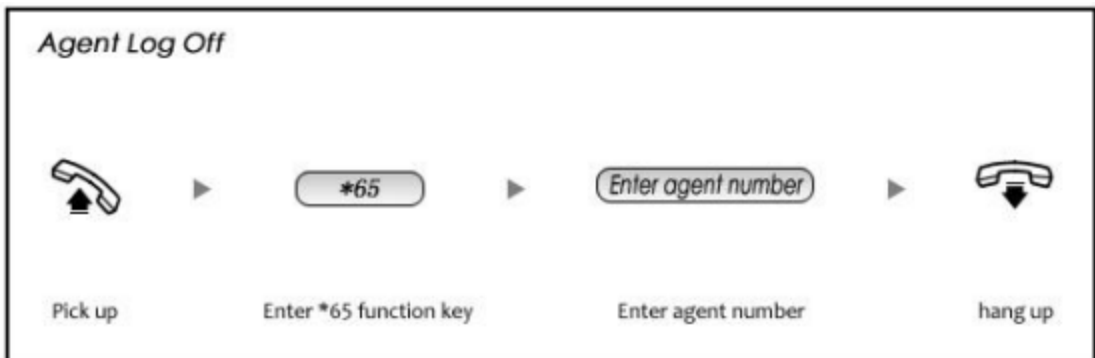 Agent Log Off
*65
Enter agent number
Pick up
Enter *65 function key
Enter agent number
hang up